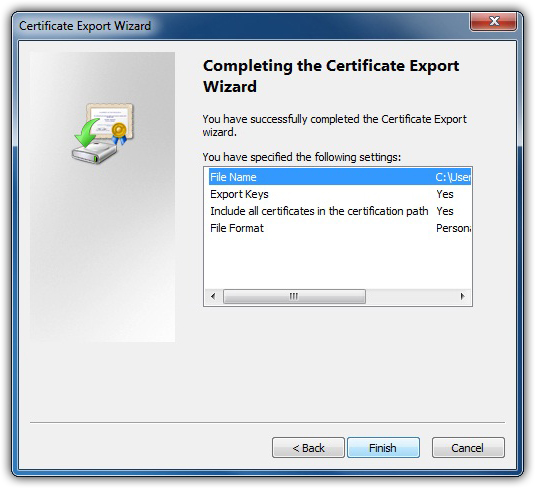 Certificate Export Wizard
Completing the Certificate Export
Wizard
You have successfully completed the Certificate Export
wizard.
You have specified the following settings:
File Name C:\User
Export Keys Yes
Include all certificates in the certification path Yes
File Format Persona
< Back Finish Cancel